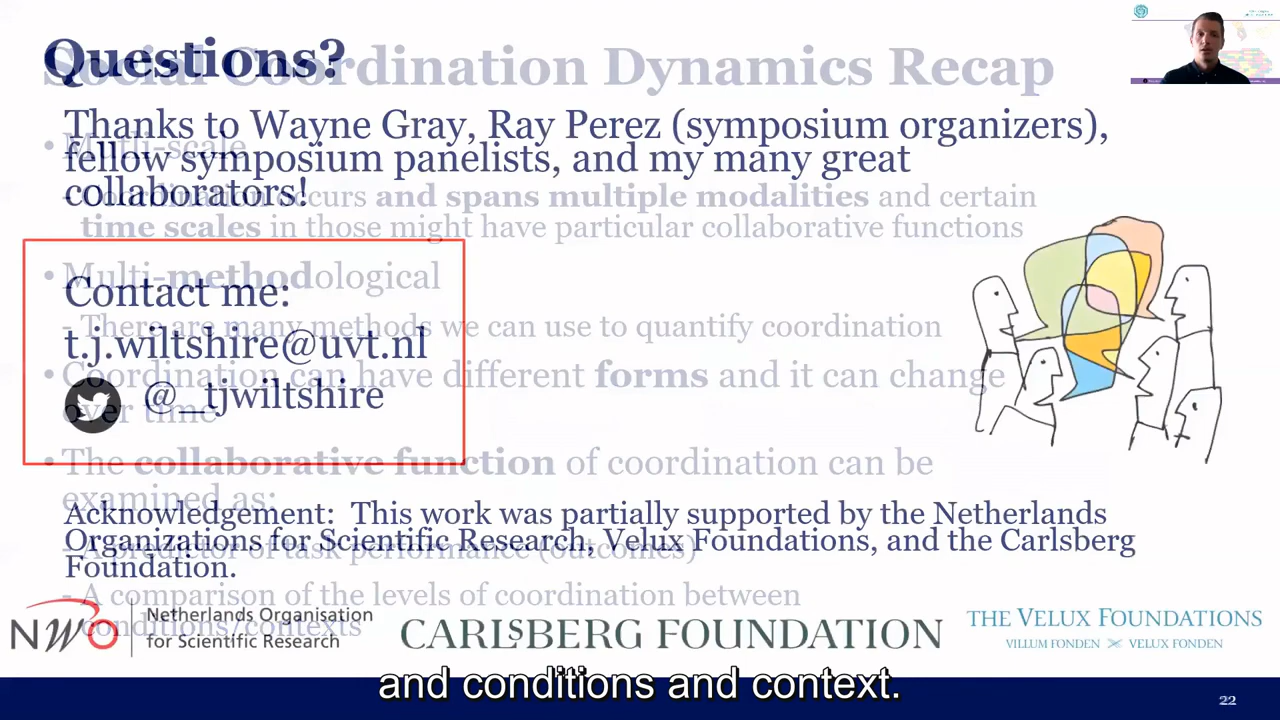 Questions?
Social Coordination Dynamics Recap
Thanks to Wayne Gray, Ray Perez (symposium organizers),
fellow symposium panelists, and my many great
collaborators!
• Multi-scale
- Coordination occurs and spans multiple modalities and certain
time scales in those might have particular collaborative functions
• Multi-methodological
Contact me:
- There are many methods we can use to quantify coordination
t.j.wiltshire@uvt.nl
• Coordination can have different forms and it can change
over time
@_tjwiltshire
• The collaborative function of coordination can be
examined as:
Acknowledgement: This work was partially supported by the Netherlands
Organizations for Scientific Research, Velux Foundations, and the Carlsberg
Foundation.
- A predictor of task performance (outcomes)
- A comparison of the levels of coordination between
conditions/contexts
NWO
Netherlands Organisation
for Scientific Research
CARLSBERG FOUNDATION
THE VELUX FOUNDATIONS
VILLUM FONDEN VELUX FONDEN
and conditions and context.
22